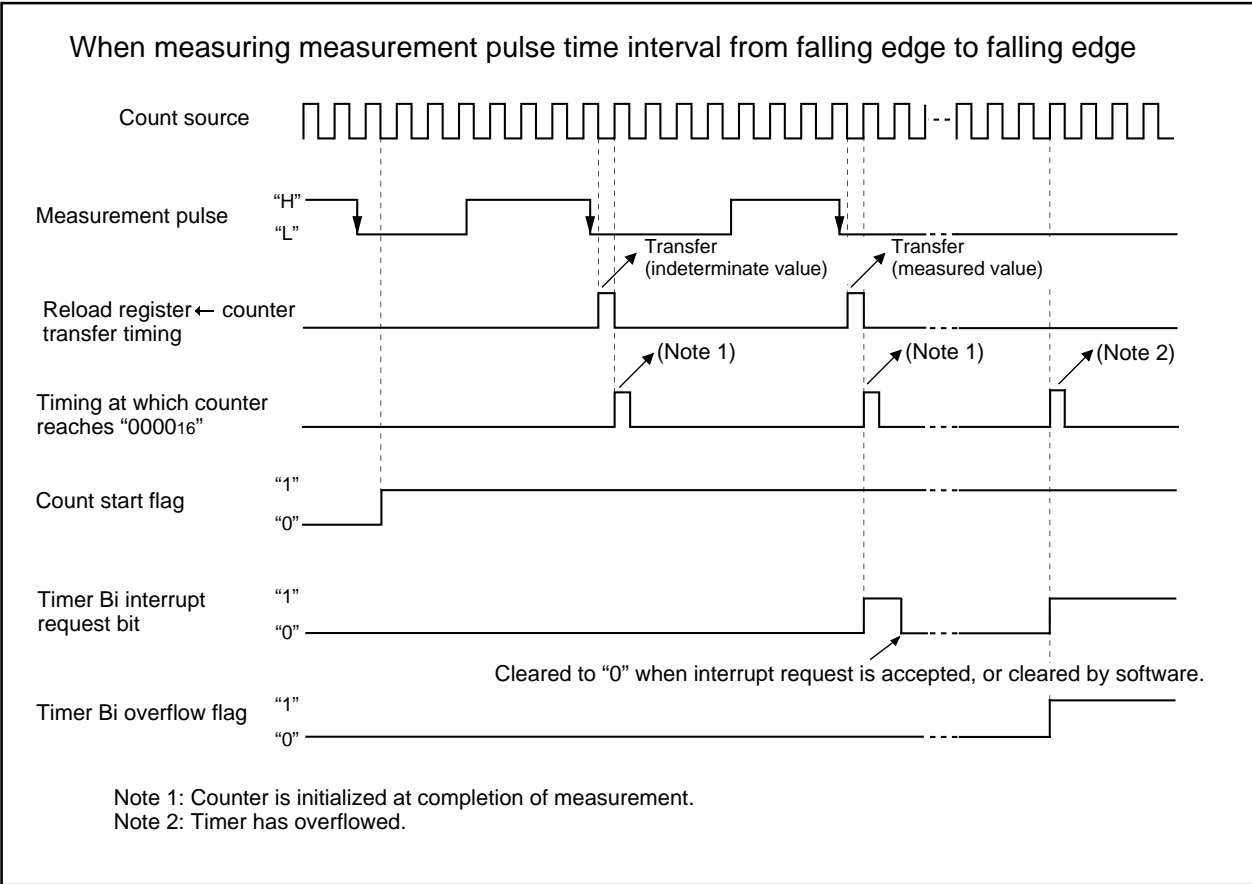 When measuring measurement pulse time interval from falling edge to falling edge
Count source
Measurement pulse
“H”
“L”
Transfer
(indeterminate value)
Transfer
(measured value)
Reload register ← counter
transfer timing
(Note 1)
(Note 1)
(Note 2)
Timing at which counter
reaches “000016”
Count start flag
“1”
“0”
Timer Bi interrupt
request bit
“1”
“0”
Cleared to “0” when interrupt request is accepted, or cleared by software.
Timer Bi overflow flag
“1”
“0”
Note 1: Counter is initialized at completion of measurement.
Note 2: Timer has overflowed.